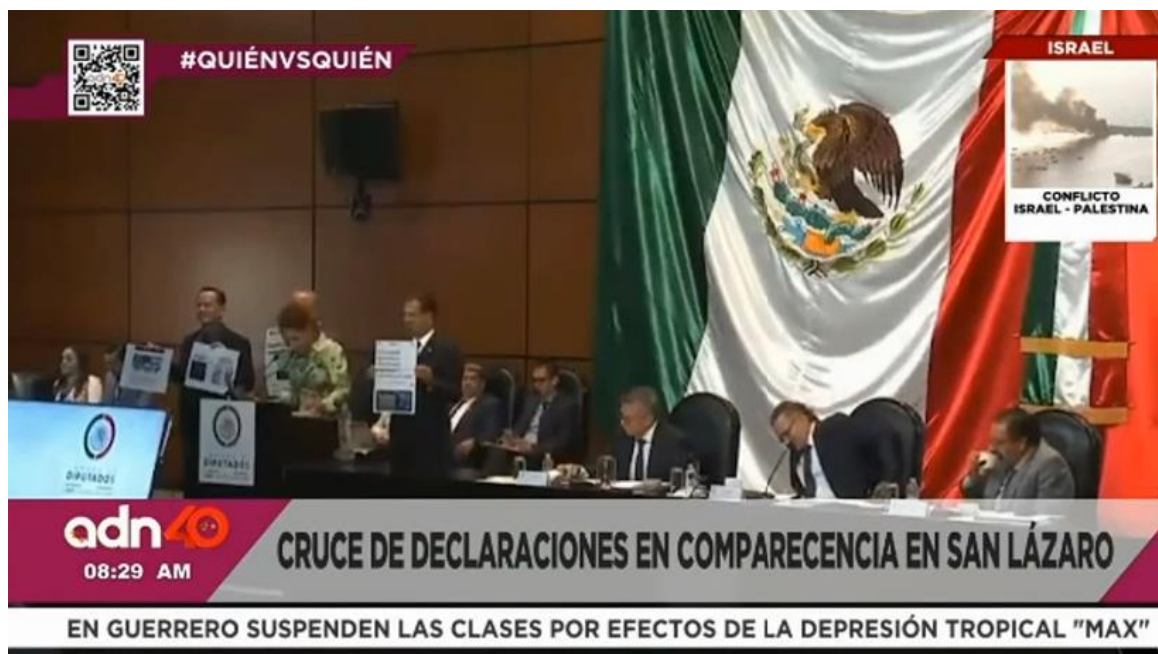 #QUIÉNVSQUIÉN
ISRAEL
CONFLICTO
ISRAEL - PALESTINA
DIPUTADOS
DIPUTADOS
adn40
08:29 AM
CRUCE DE DECLARACIONES EN COMPARECENCIA EN SAN LÁZARO
EN GUERRERO SUSPENDEN LAS CLASES POR EFECTOS DE LA DEPRESIÓN TROPICAL "MAX"